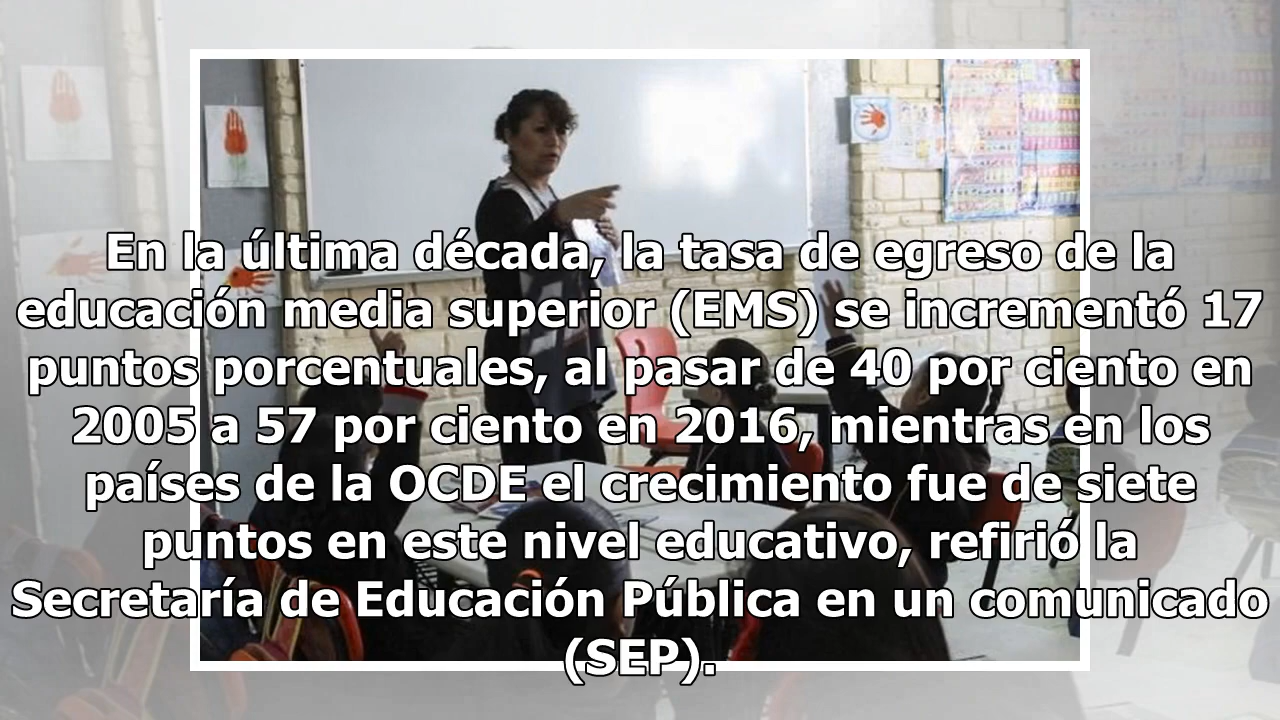 En la última década, la tasa de egreso de la
educación media superior (EMS) se incrementó 17
puntos porcentuales, al pasar de 40 por ciento en
2005 a 57 por ciento en 2016, mientras en los
países de la OCDE el crecimiento fue de siete
puntos en este nivel educativo, refirió la
Secretaría de Educación Pública en un comunicado
(SEP).